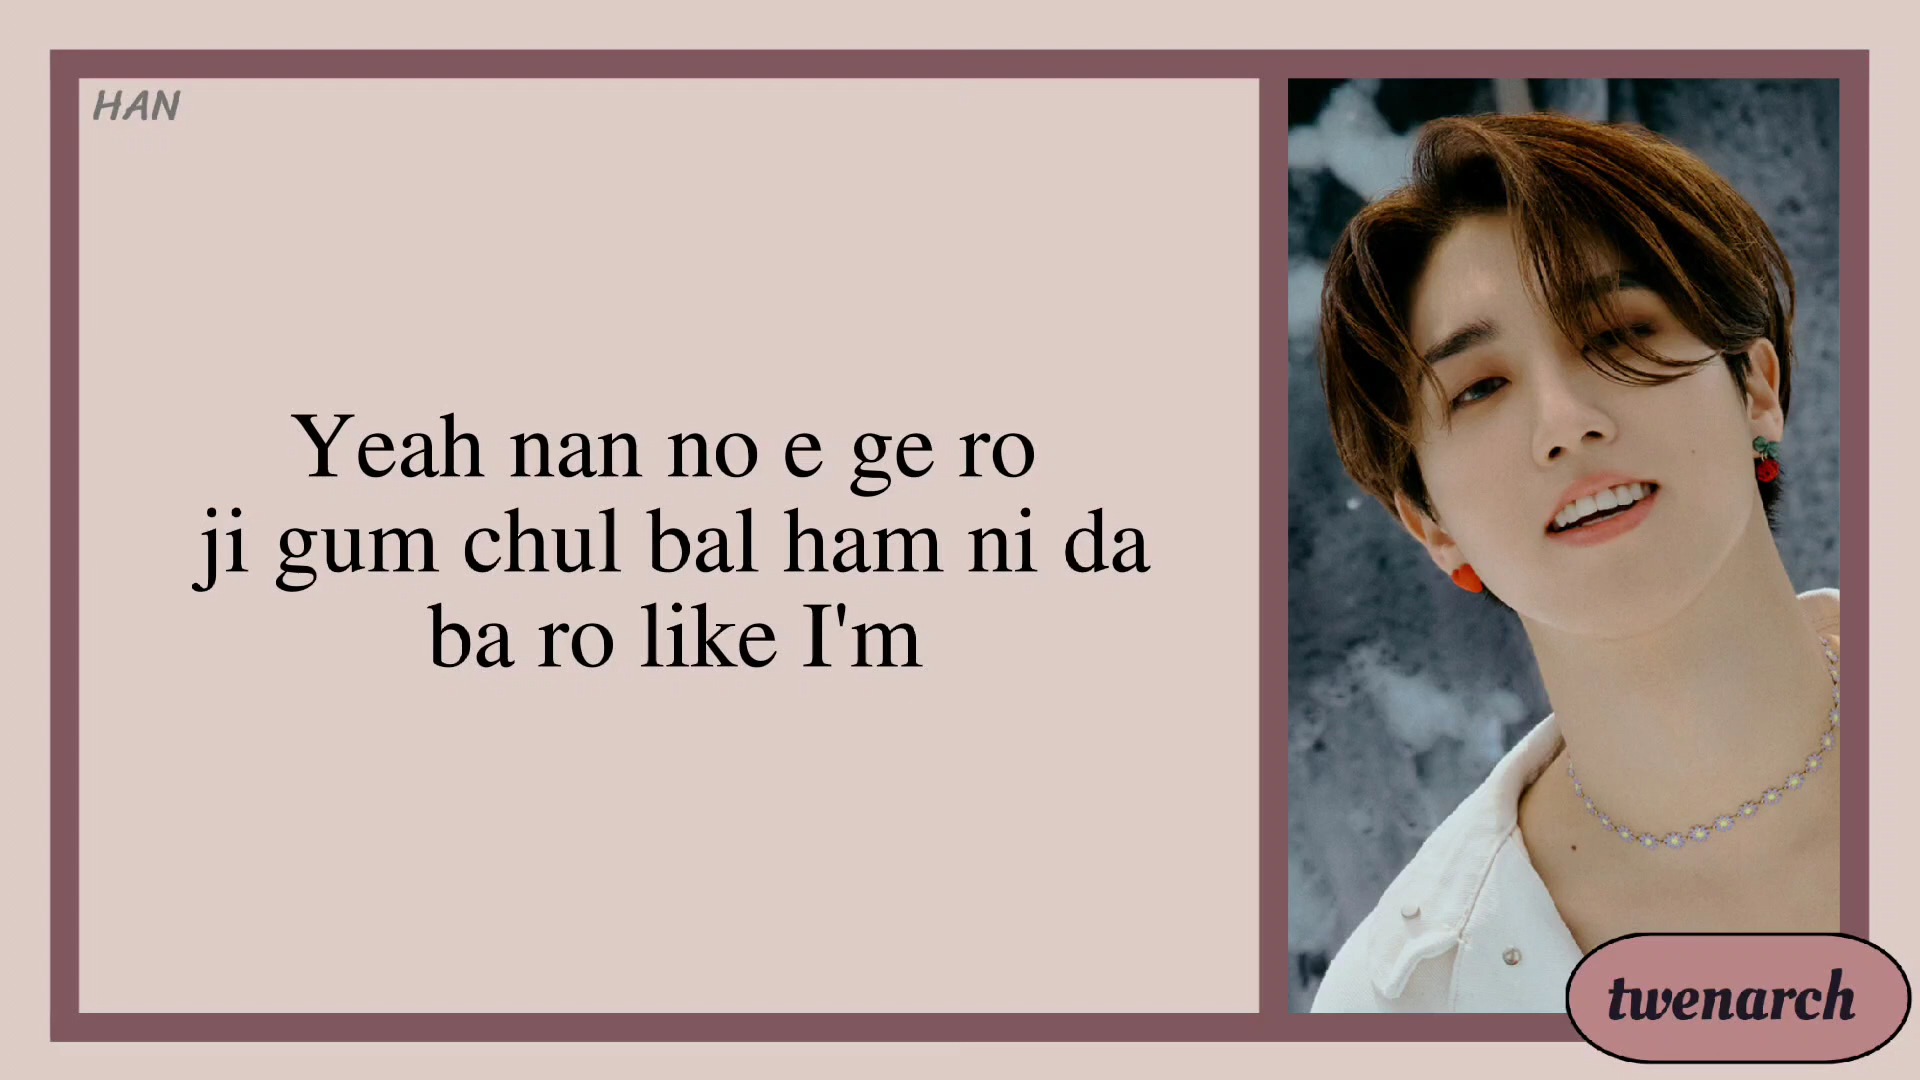 HAN
Yeah nan no e ge ro
ji gum chul bal ham ni da
ba ro like I'm
twenarch